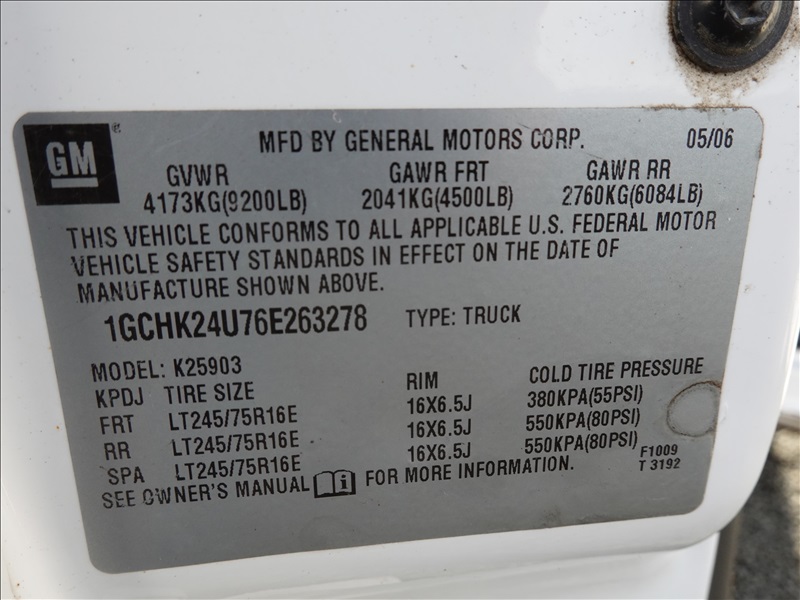 GM
MFD BY GENERAL MOTORS CORP. 05/06
GVWR GAWR FRT GAWR RR
4173KG(9200LB) 2041KG(4500LB) 2760KG(6084LB)
THIS VEHICLE CONFORMS TO ALL APPLICABLE U.S. FEDERAL MOTOR
VEHICLE SAFETY STANDARDS IN EFFECT ON THE DATE OF
MANUFACTURE SHOWN ABOVE.
1GCHK24U76E263278 TYPE: TRUCK
MODEL: K25903
KPDJ TIRE SIZE RIM COLD TIRE PRESSURE
FRT LT245/75R16E 16X6.5J 380KPA(55PSI)
RR LT245/75R16E 16X6.5J 550KPA(80PSI)
SPA LT245/75R16E 16X6.5J 550KPA(80PSI)
SEE OWNER'S MANUAL i FOR MORE INFORMATION.
F1009
T 3192